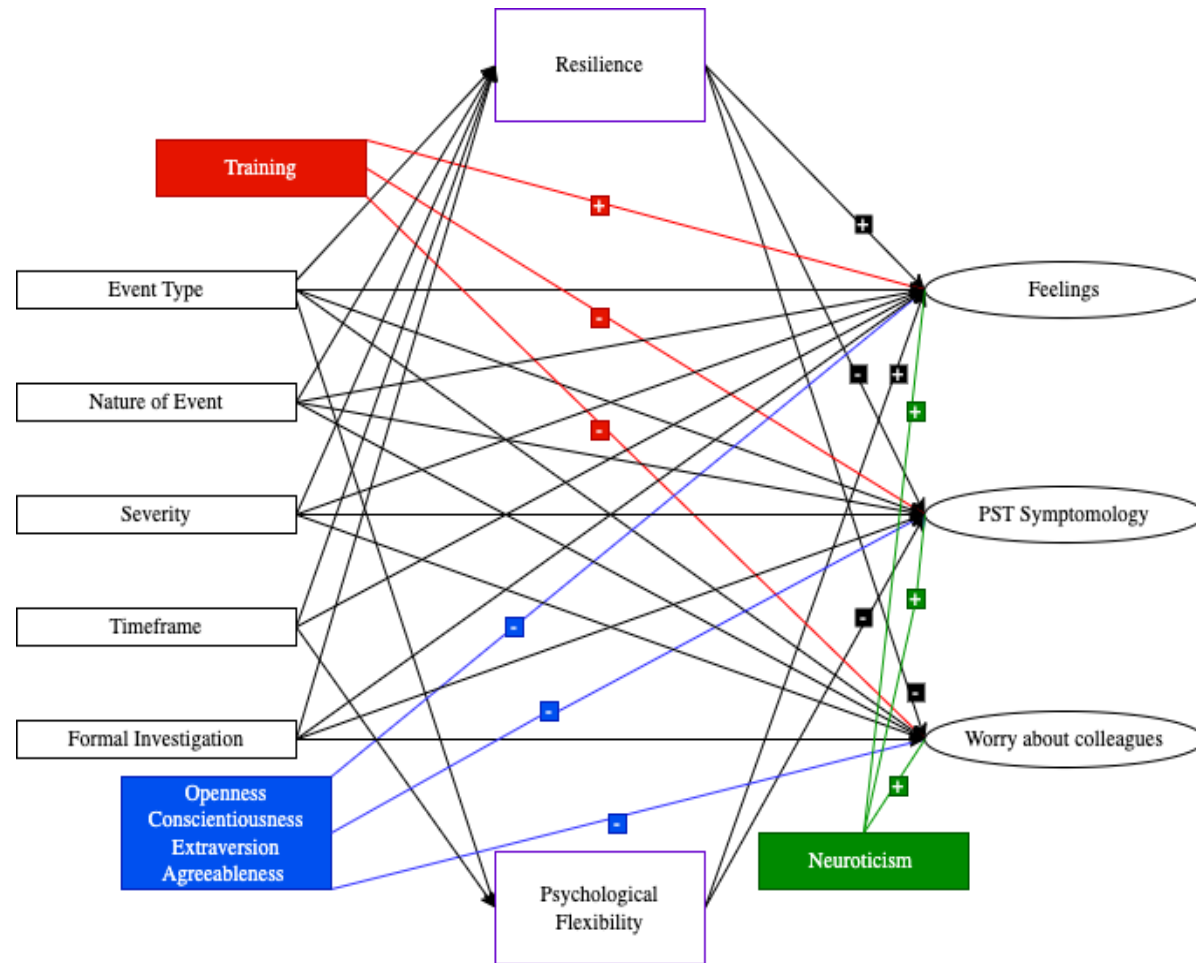 Resilience
Training
+
+
Event Type
Feelings
-
-
+
Nature of Event
+
-
Severity
PST Symptomology
+
-
Timeframe
-
-
-
Formal Investigation
Worry about colleagues
+
Openness
Conscientiousness
Extraversion
Agreeableness
-
Neuroticism
Psychological
Flexibility